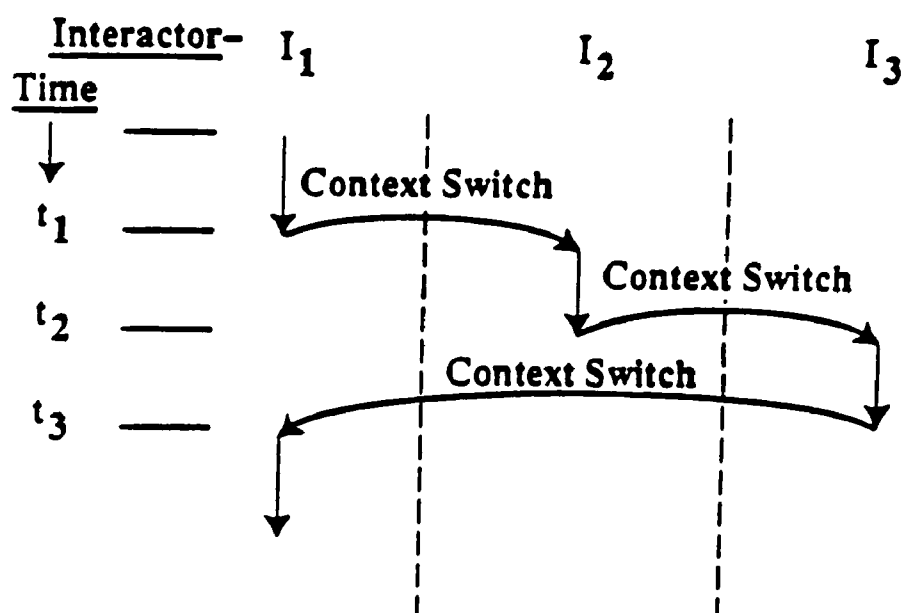 Interactor- I1 I2 I3
Time
Context Switch
t1
Context Switch
t2
Context Switch
t3